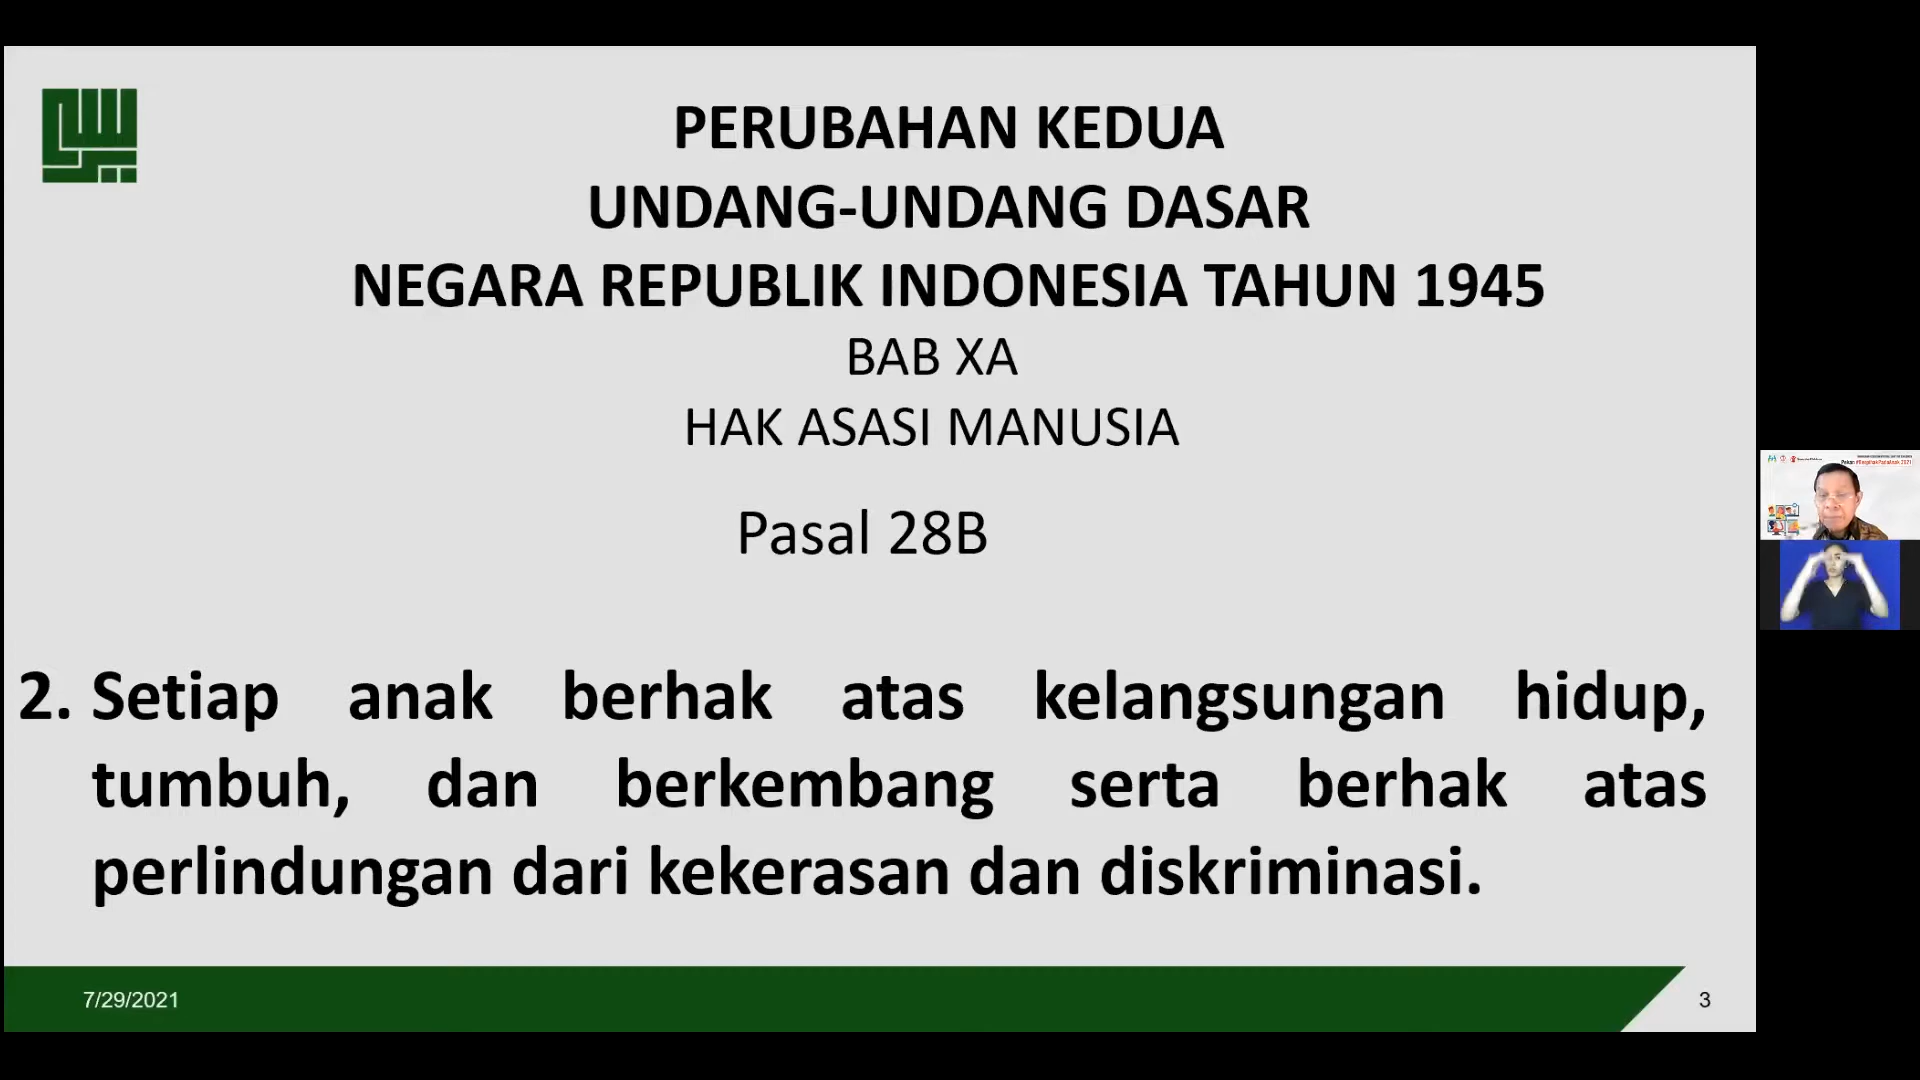 PERUBAHAN KEDUA
UNDANG-UNDANG DASAR
NEGARA REPUBLIK INDONESIA TAHUN 1945
BAB XA
HAK ASASI MANUSIA
Pasal 28B
2. Setiap anak berhak atas kelangsungan hidup,
tumbuh, dan berkembang serta berhak atas
perlindungan dari kekerasan dan diskriminasi.
7/29/2021
3